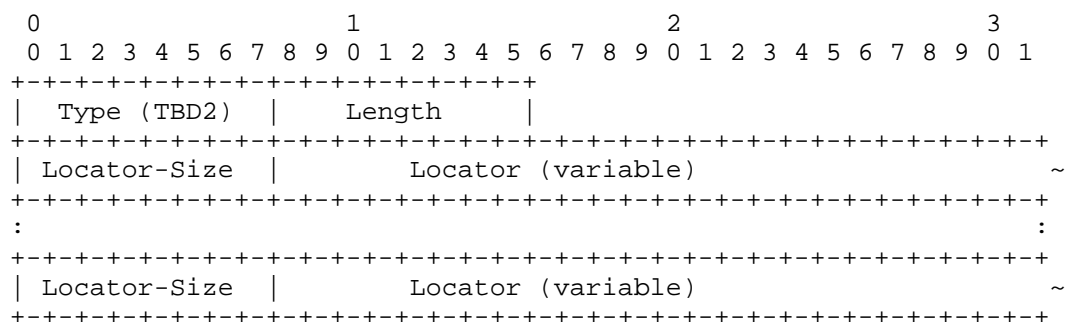 0                   1                   2                   3
 0 1 2 3 4 5 6 7 8 9 0 1 2 3 4 5 6 7 8 9 0 1 2 3 4 5 6 7 8 9 0 1
+-+-+-+-+-+-+-+-+-+-+-+-+-+-+-+-+
|  Type (TBD2)  |    Length     |
+-+-+-+-+-+-+-+-+-+-+-+-+-+-+-+-+-+-+-+-+-+-+-+-+-+-+-+-+-+-+-+-+
| Locator-Size  |        Locator (variable)                      ~
+-+-+-+-+-+-+-+-+-+-+-+-+-+-+-+-+-+-+-+-+-+-+-+-+-+-+-+-+-+-+-+-+
:                                                               :
+-+-+-+-+-+-+-+-+-+-+-+-+-+-+-+-+-+-+-+-+-+-+-+-+-+-+-+-+-+-+-+-+
| Locator-Size  |        Locator (variable)                      ~
+-+-+-+-+-+-+-+-+-+-+-+-+-+-+-+-+-+-+-+-+-+-+-+-+-+-+-+-+-+-+-+-+